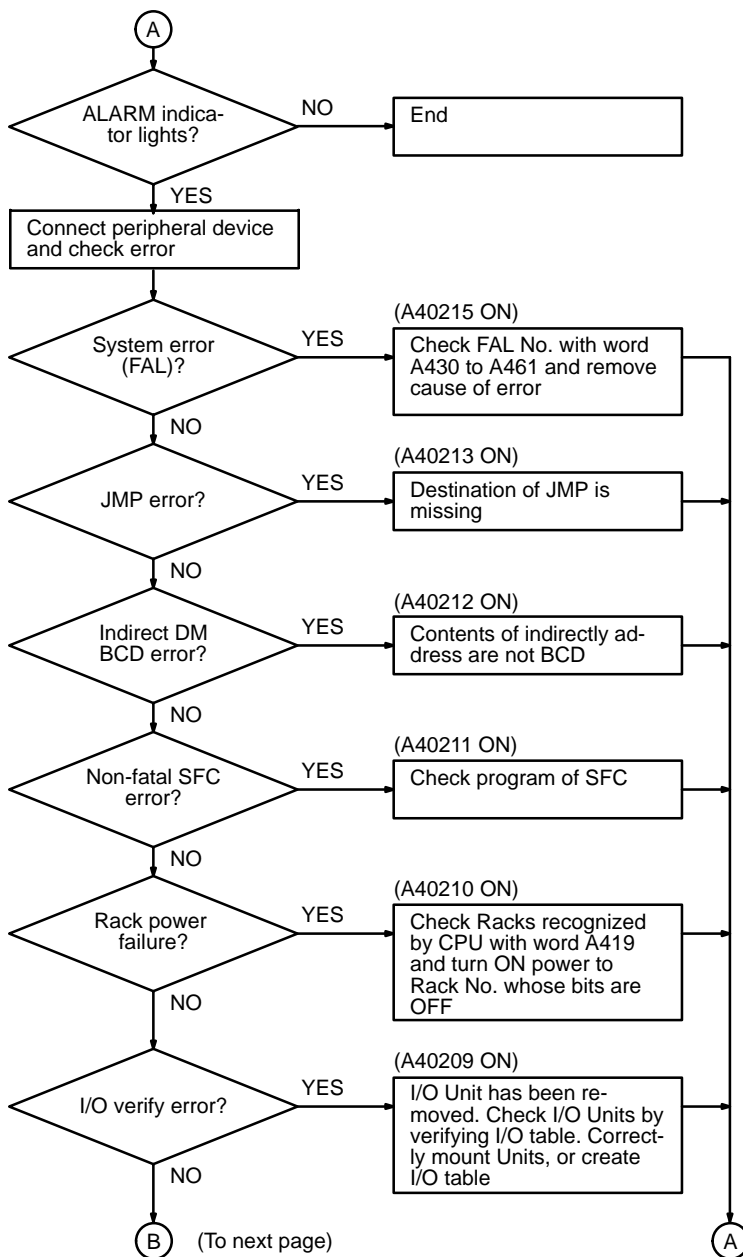 A
ALARM indica-
tor lights?
NO
End
YES
Connect peripheral device
and check error
System error
(FAL)?
YES
(A40215 ON)
Check FAL No. with word
A430 to A461 and remove
cause of error
NO
JMP error?
YES
(A40213 ON)
Destination of JMP is
missing
NO
Indirect DM
BCD error?
YES
(A40212 ON)
Contents of indirectly ad-
dress are not BCD
NO
Non-fatal SFC
error?
YES
(A40211 ON)
Check program of SFC
NO
Rack power
failure?
YES
(A40210 ON)
Check Racks recognized
by CPU with word A419
and turn ON power to
Rack No. whose bits are
OFF
NO
I/O verify error?
YES
(A40209 ON)
I/O Unit has been re-
moved. Check I/O Units by
verifying I/O table. Correct-
ly mount Units, or create
I/O table
NO
B
(To next page)
A